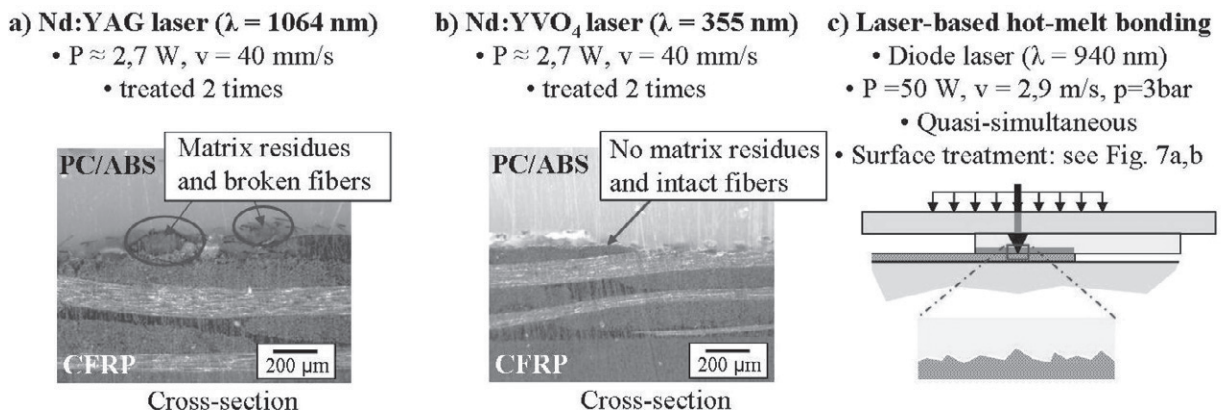 a) Nd:YAG laser (λ = 1064 nm)
• P ≈ 2,7 W, v = 40 mm/s
• treated 2 times
PC/ABS
Matrix residues
and broken fibers
CFRP
200 µm
Cross-section
b) Nd:YVO₄ laser (λ = 355 nm)
• P ≈ 2.7 W, v = 40 mm/s
• treated 2 times
PC/ABS
No matrix residues
and intact fibers
CFRP
200 µm
Cross-section
c) Laser-based hot-melt bonding
• Diode laser (λ = 940 nm)
• P =50 W, v = 2,9 m/s, p=3bar
• Quasi-simultaneous
• Surface treatment: see Fig. 7a,b